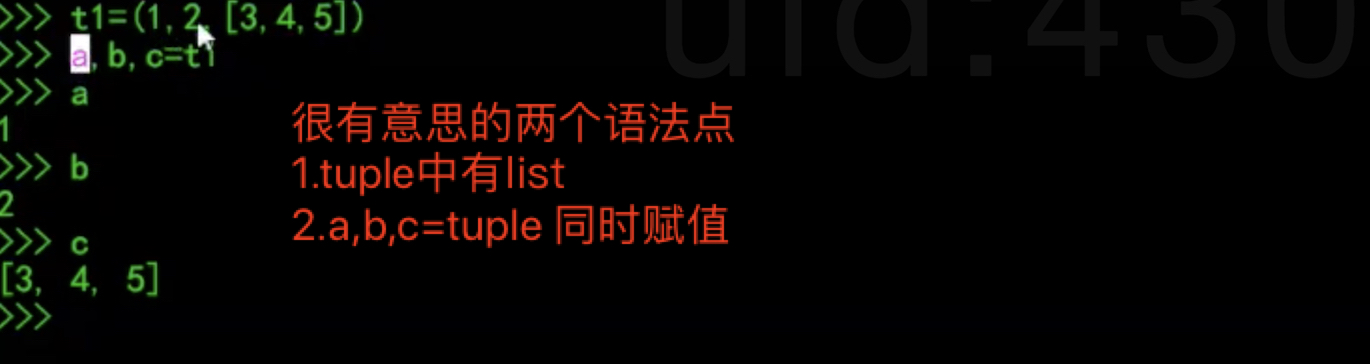 >>> t1=(1,2,[3,4,5])
>>> a,b,c=t1
>>> a
1
>>> b
2
>>> c
[3, 4, 5]
>>>
很有意思的两个语法点
1.tuple中有list
2.a,b,c=tuple 同时赋值
uid:430